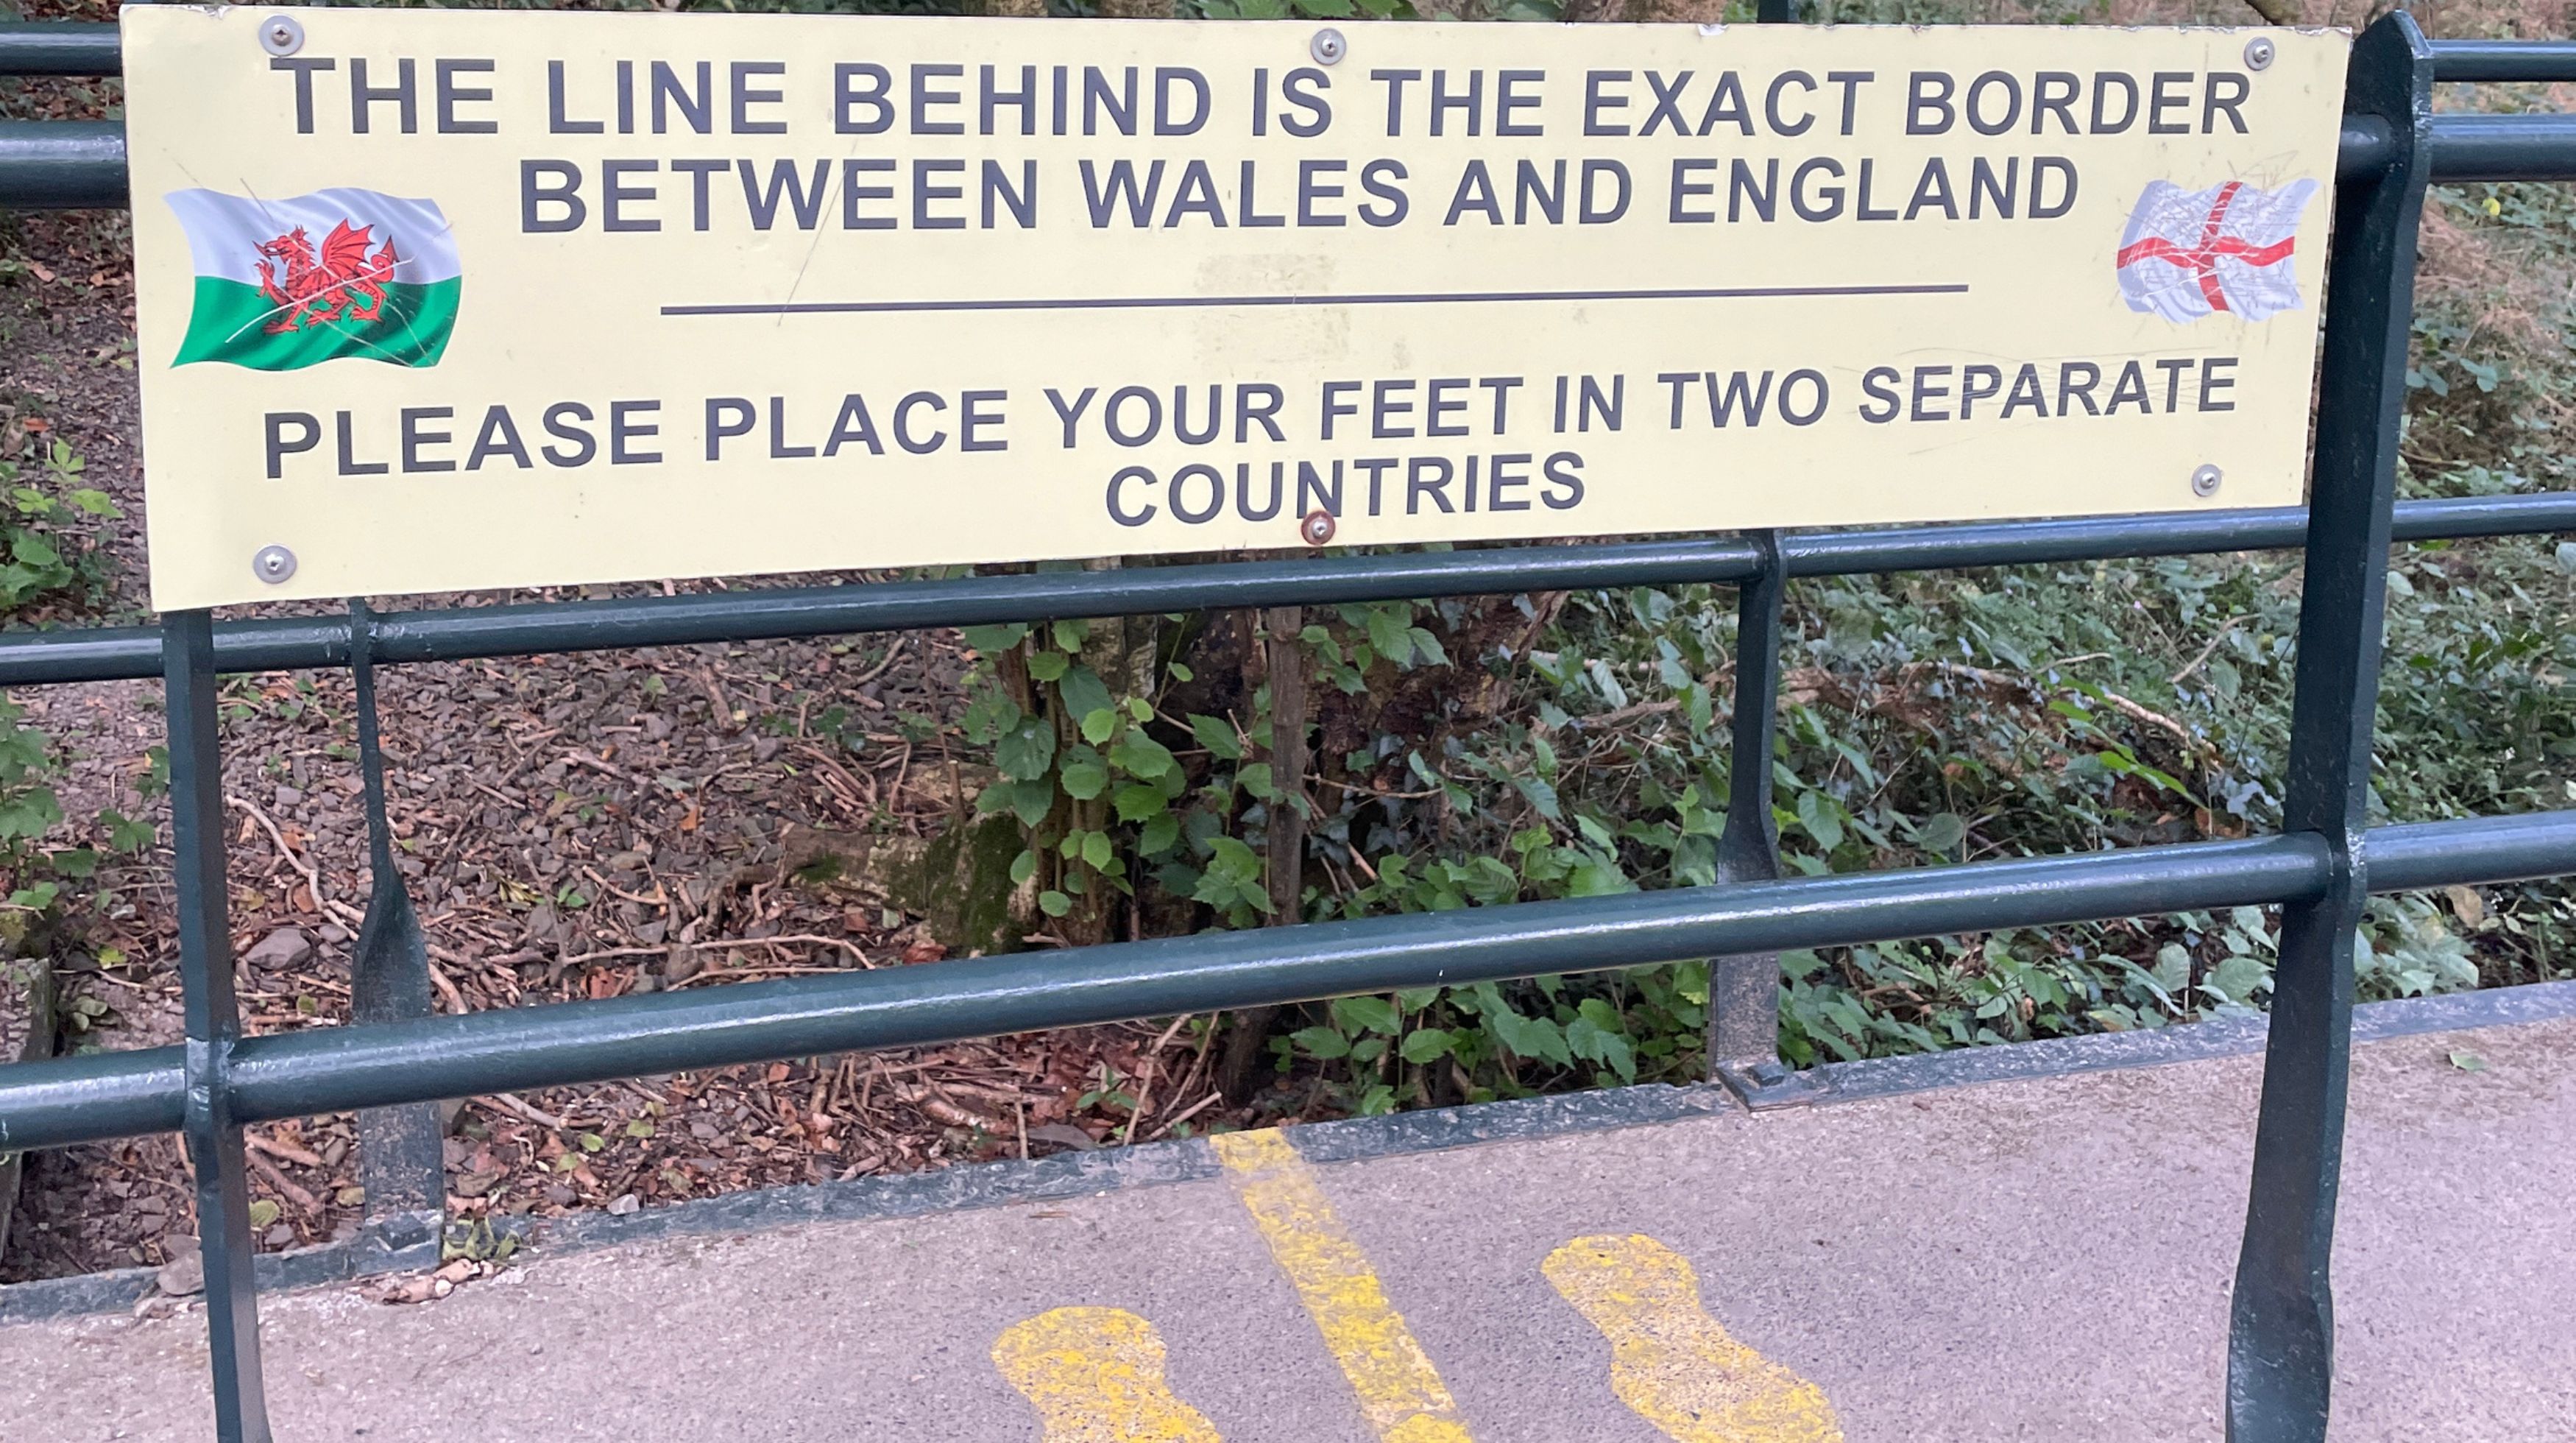 THE LINE BEHIND IS THE EXACT BORDER
BETWEEN WALES AND ENGLAND
PLEASE PLACE YOUR FEET IN TWO SEPARATE
COUNTRIES